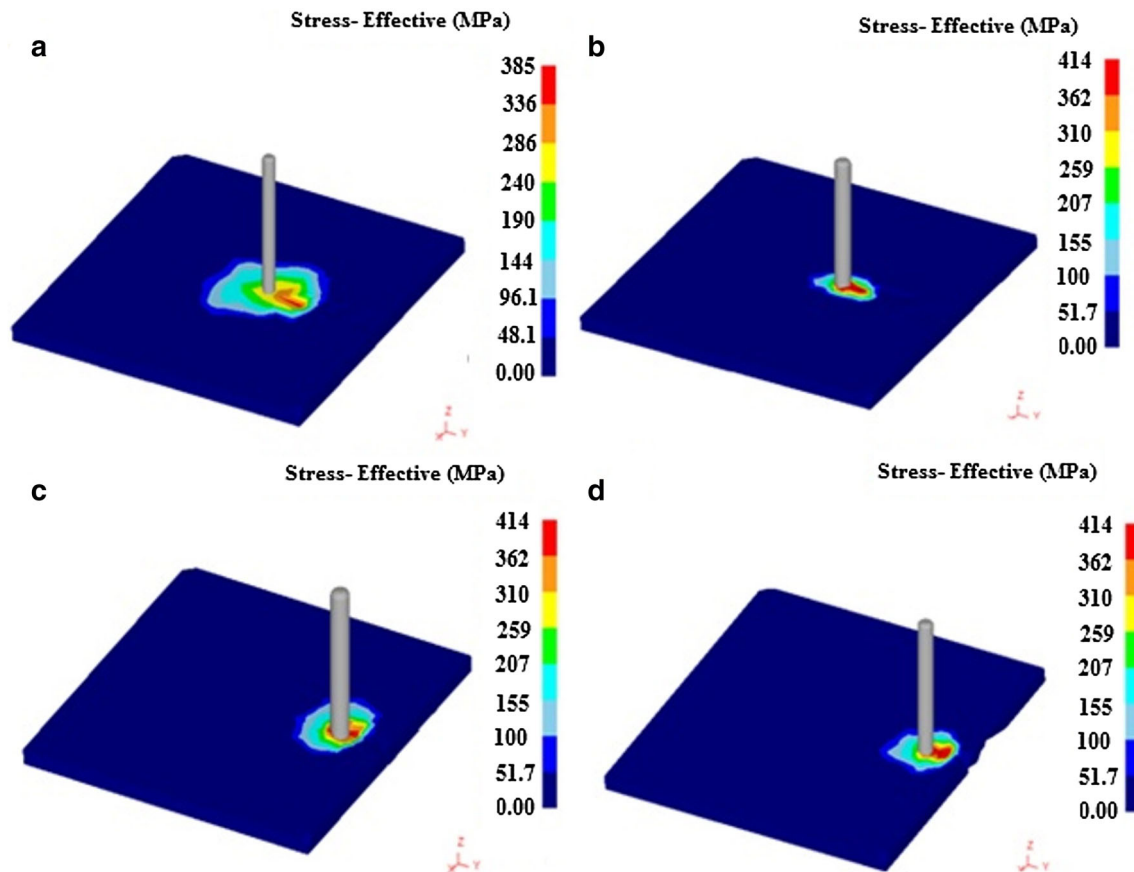 a
Stress- Effective (MPa)
385
336
286
240
190
144
96.1
48.1
0.00
Z
X Y
b
Stress- Effective (MPa)
414
362
310
259
207
155
100
51.7
0.00
Z
X Y
c
Stress- Effective (MPa)
414
362
310
259
207
155
100
51.7
0.00
Z
X Y
d
Stress- Effective (MPa)
414
362
310
259
207
155
100
51.7
0.00
Z
X Y